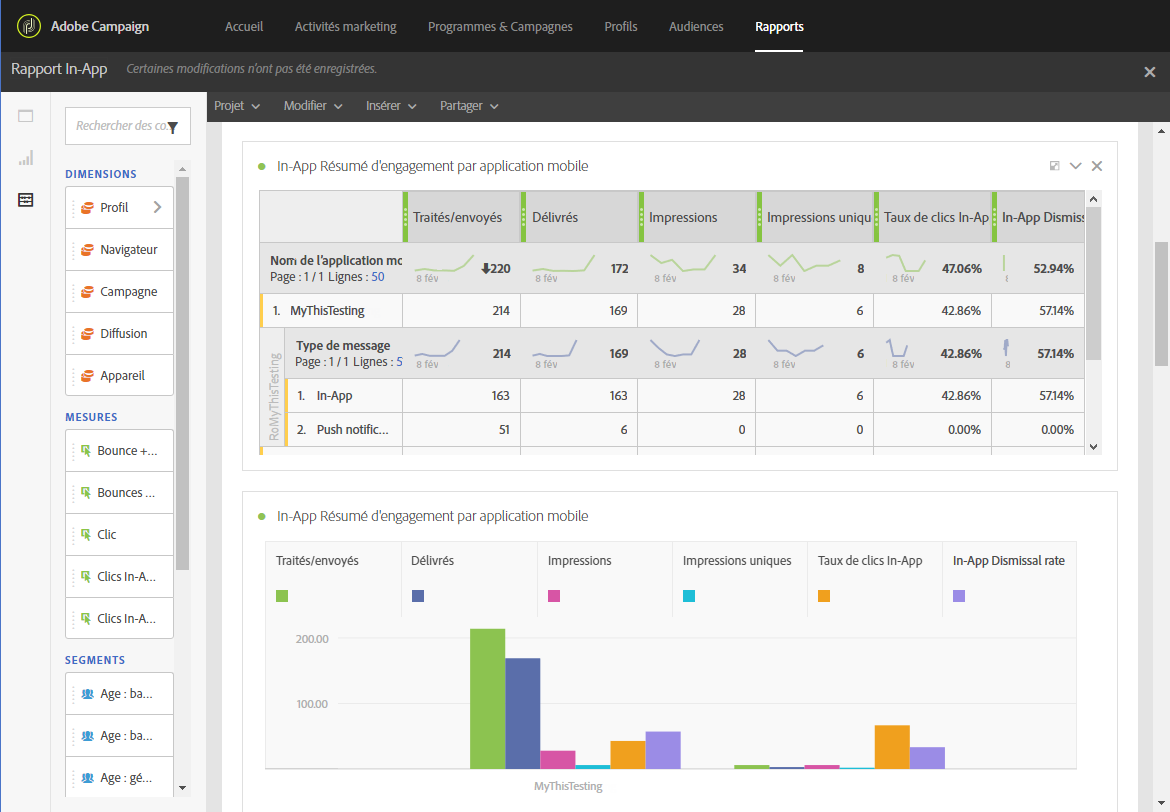 Adobe Campaign
Accueil
Activités marketing
Programmes & Campagnes
Profils
Audiences
Rapports
Rapport In-App
Certaines modifications n'ont pas été enregistrées.
Projet
Modifier
Insérer
Partager
Rechercher des co
DIMENSIONS
Profil
Navigateur
Campagne
Diffusion
Appareil
MESURES
Bounce +...
Bounces ...
Clic
Clics In-A...
Clics In-A...
SEGMENTS
Age : ba...
Age : ba...
Age : gé...
In-App Résumé d'engagement par application mobile
Traités/envoyés Délivrés Impressions Impressions uniqu Taux de clics In-Ap In-App Dismiss
Nom de l'application mo
Page : 1 / 1 Lignes : 50
8 fév 220 8 fév 172 8 fév 34 8 fév 8 8 fév 47.06% 8 52.94%
1. MyThisTesting 214 169 28 6 42.86% 57.14%
RoMyThisTesting
Type de message
Page : 1 / 1 Lignes : 5
8 fév 214 8 fév 169 8 fév 28 8 fév 6 8 fév 42.86% 8 57.14%
1. In-App 163 163 28 6 42.86% 57.14%
2. Push notific... 51 6 0 0 0.00% 0.00%
In-App Résumé d'engagement par application mobile
Traités/envoyés Délivrés Impressions Impressions uniques Taux de clics In-App In-App Dismissal rate
200.00
100.00
MyThisTesting